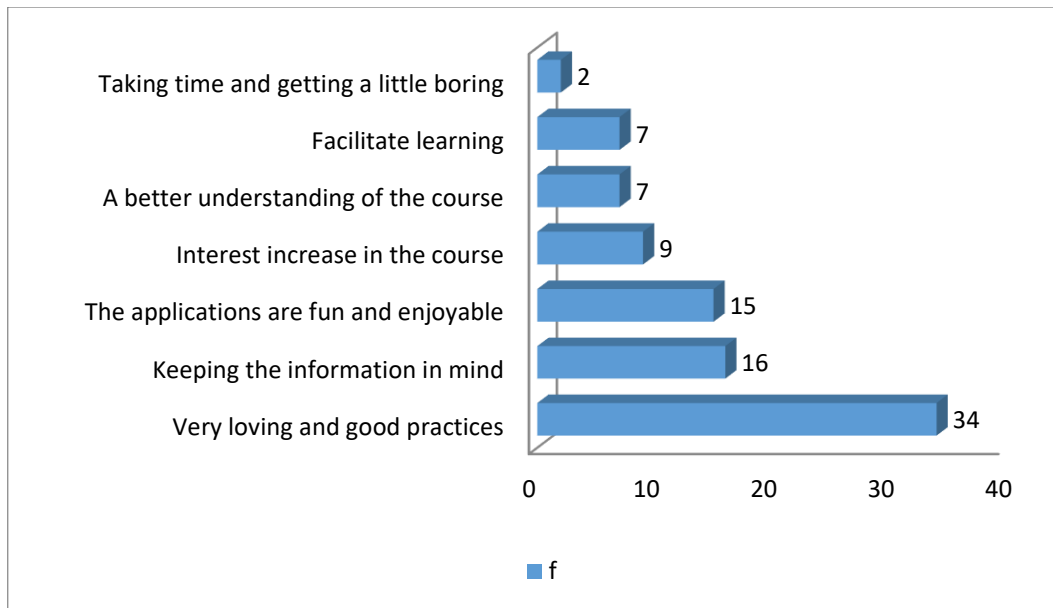 Taking time and getting a little boring 2
Facilitate learning 7
A better understanding of the course 7
Interest increase in the course 9
The applications are fun and enjoyable 15
Keeping the information in mind 16
Very loving and good practices 34
0 10 20 30 40
f